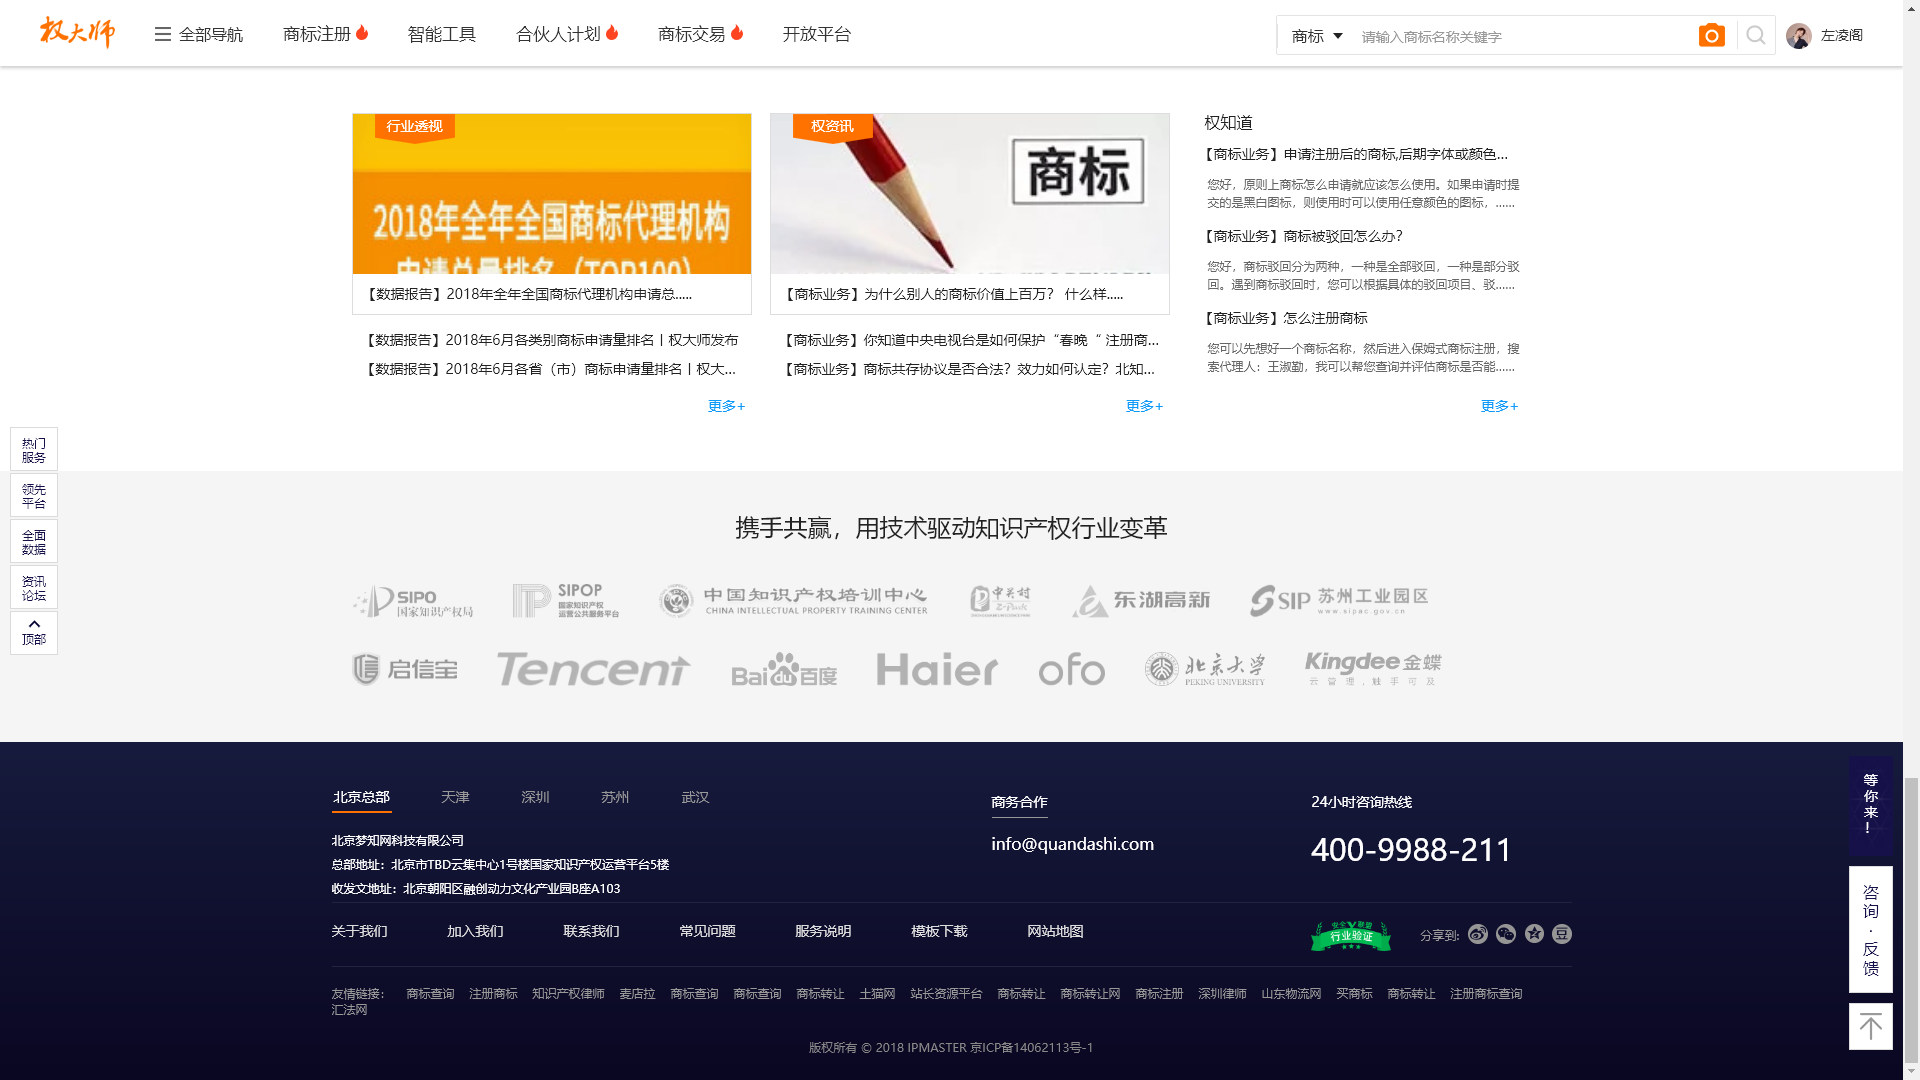 权大师
全部导航
商标注册
智能工具
合伙人计划
商标交易
开放平台
商标
请输入商标名称关键字
左凌阁
行业透视
2018年全年全国商标代理机构
申请总量排名（TOP100）
【数据报告】2018年全年全国商标代理机构申请总.....
【数据报告】2018年6月各类别商标申请量排名丨权大师发布
【数据报告】2018年6月各省（市）商标申请量排名丨权大...
更多+
权资讯
商标
【商标业务】为什么别人的商标价值上百万？ 什么样.....
【商标业务】你知道中央电视台是如何保护“春晚“ 注册商...
【商标业务】商标共存协议是否合法？效力如何认定？北知...
更多+
权知道
【商标业务】申请注册后的商标,后期字体或颜色...
您好，原则上商标怎么申请就应该怎么使用。如果申请时提
交的是黑白图标，则使用时可以使用任意颜色的图标，......
【商标业务】商标被驳回怎么办?
您好，商标驳回分为两种，一种是全部驳回，一种是部分驳
回。遇到商标驳回时，您可以根据具体的驳回项目、驳......
【商标业务】怎么注册商标
您可以先想好一个商标名称，然后进入保姆式商标注册，搜
索代理人：王淑勤，我可以帮您查询并评估商标是否能......
更多+
热门
服务
领先
平台
全面
数据
资讯
论坛
顶部
携手共赢，用技术驱动知识产权行业变革
SIPO
国家知识产权局
SIPOP
国家知识产权
运营公共服务平台
中国知识产权培训中心
CHINA INTELLECTUAL PROPERTY TRAINING CENTER
中关村
Z-Park
东湖高新
SIP 苏州工业园区
www.sipac.gov.cn
启信宝
Tencent
Bai du 百度
Haier
ofo
北京大学
PEKING UNIVERSITY
Kingdee金蝶
云管理，触手可及
北京总部
天津
深圳
苏州
武汉
北京梦知网科技有限公司
总部地址：北京市TBD云集中心1号楼国家知识产权运营平台5楼
收发文地址：北京朝阳区融创动力文化产业园B座A103
商务合作
info@quandashi.com
24小时咨询热线
400-9988-211
关于我们
加入我们
联系我们
常见问题
服务说明
模板下载
网站地图
安全V联盟
行业验证
分享到:
豆
友情链接： 商标查询 注册商标 知识产权律师 麦店拉 商标查询 商标查询 商标转让 土猫网 站长资源平台 商标转让 商标转让网 商标注册 深圳律师 山东物流网 买商标 商标转让 注册商标查询
汇法网
版权所有 © 2018 IPMASTER 京ICP备14062113号-1
等你来！
咨询·反馈